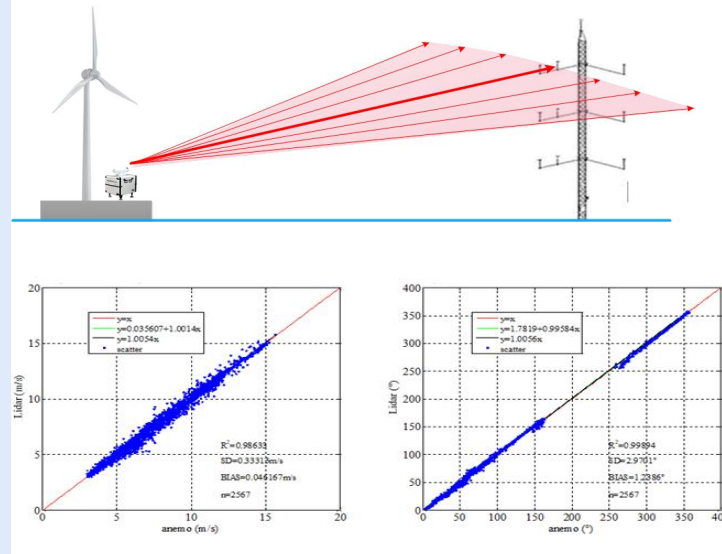 20
15
10
5
0
Lidar (m/s)
y=x
y=0.035607+1.0014x
y=1.0054x
scatter
R²=0.98633
SD=0.33313m/s
BIAS=0.046167m/s
n=2567
0 5 10 15 20
anemo (m/s)
400
350
300
250
200
150
100
50
0
Lidar (°)
y=x
y=1.7819+0.99584x
y=1.0056x
scatter
R²=0.99894
SD=2.9701°
BIAS=1.2386°
n=2567
0 50 100 150 200 250 300 350 400
anemo (°)